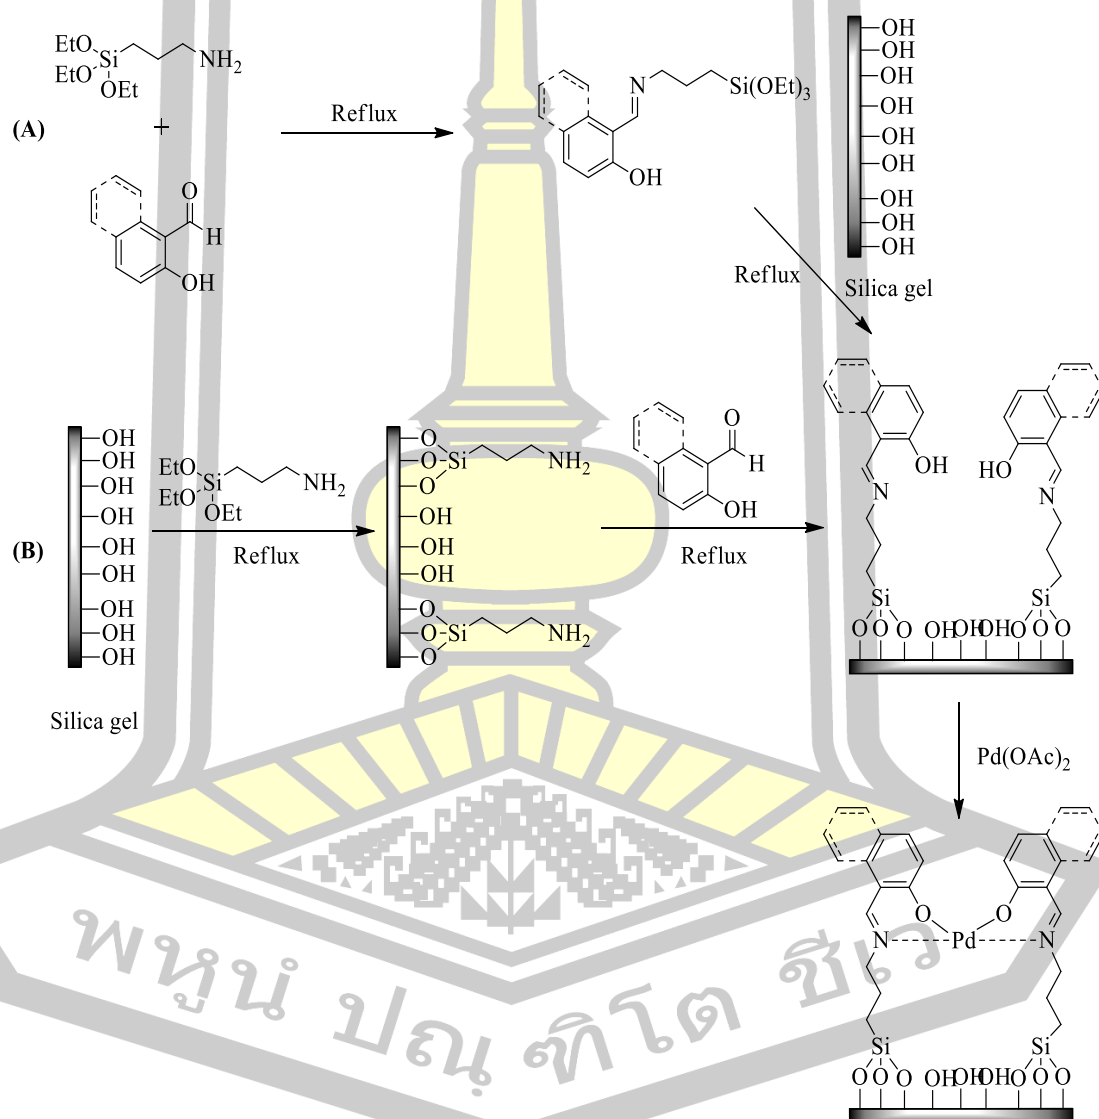 EtO
EtO
Si
OEt
NH2
(A)
+
O
H
OH
Reflux
N
Si(OEt)3
OH
OH
OH
OH
OH
OH
OH
OH
OH
OH
Reflux
Silica gel
(B)
OH
OH
OH
OH
OH
OH
OH
OH
OH
Silica gel
EtO
EtO
Si
OEt
NH2
Reflux
O
O
O
Si
NH2
OH
OH
OH
O
O
O
Si
NH2
O
H
OH
Reflux
OH
HO
N
N
Si
Si
O O O OH OH OH O O O
Pd(OAc)2
O
O
N
Pd
N
Si
Si
O O O OH OH OH O O O
พหูนํ ปณฺฑิโต ชีเว